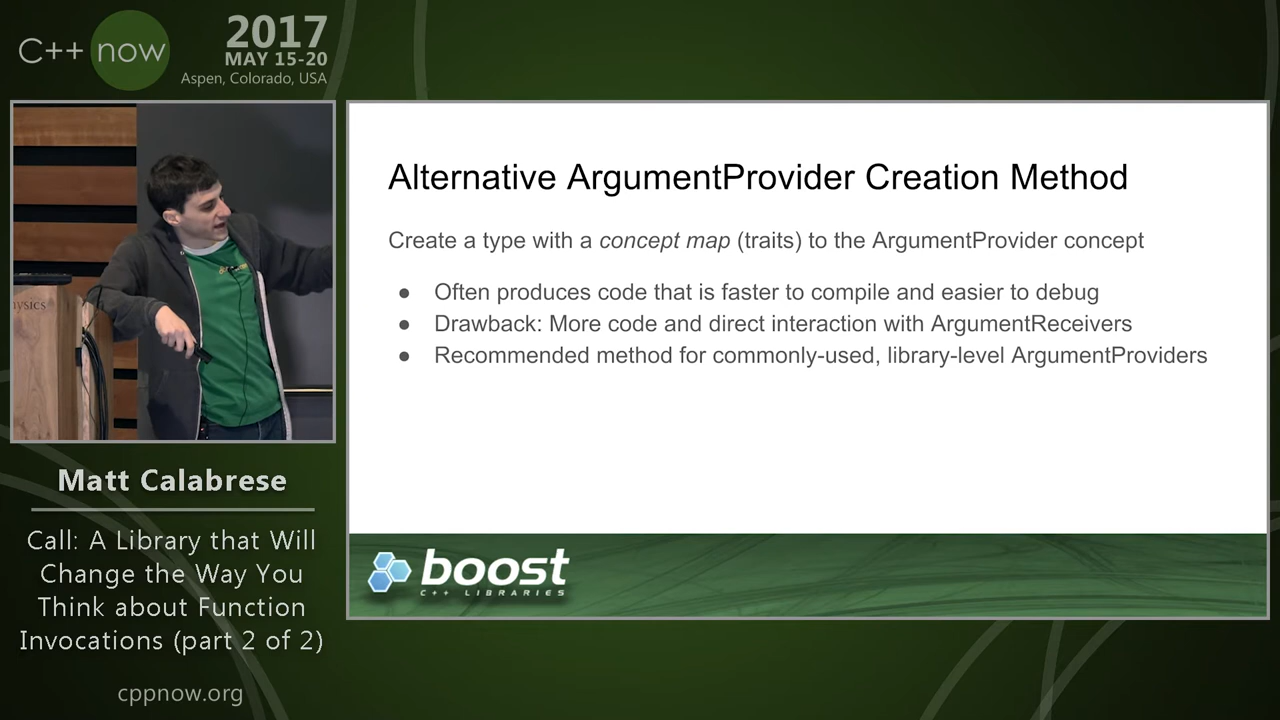 C++ now
2017
MAY 15-20
Aspen, Colorado, USA
ysics
Matt Calabrese
Call: A Library that Will
Change the Way You
Think about Function
Invocations (part 2 of 2)
cppnow.org
Alternative ArgumentProvider Creation Method
Create a type with a concept map (traits) to the ArgumentProvider concept
● Often produces code that is faster to compile and easier to debug
● Drawback: More code and direct interaction with ArgumentReceivers
● Recommended method for commonly-used, library-level ArgumentProviders
boost
C++ LIBRARIES